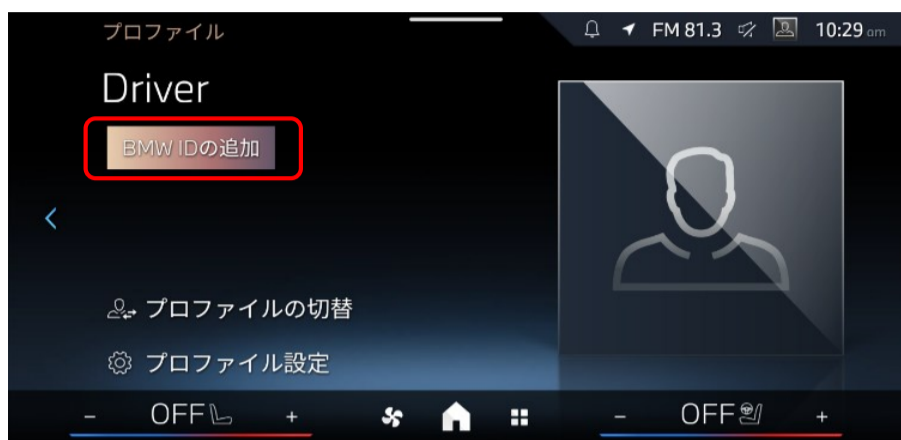 プロファイル
FM 81.3 10:29 am
Driver
BMW IDの追加
プロファイルの切替
プロファイル設定
- OFF + - OFF +